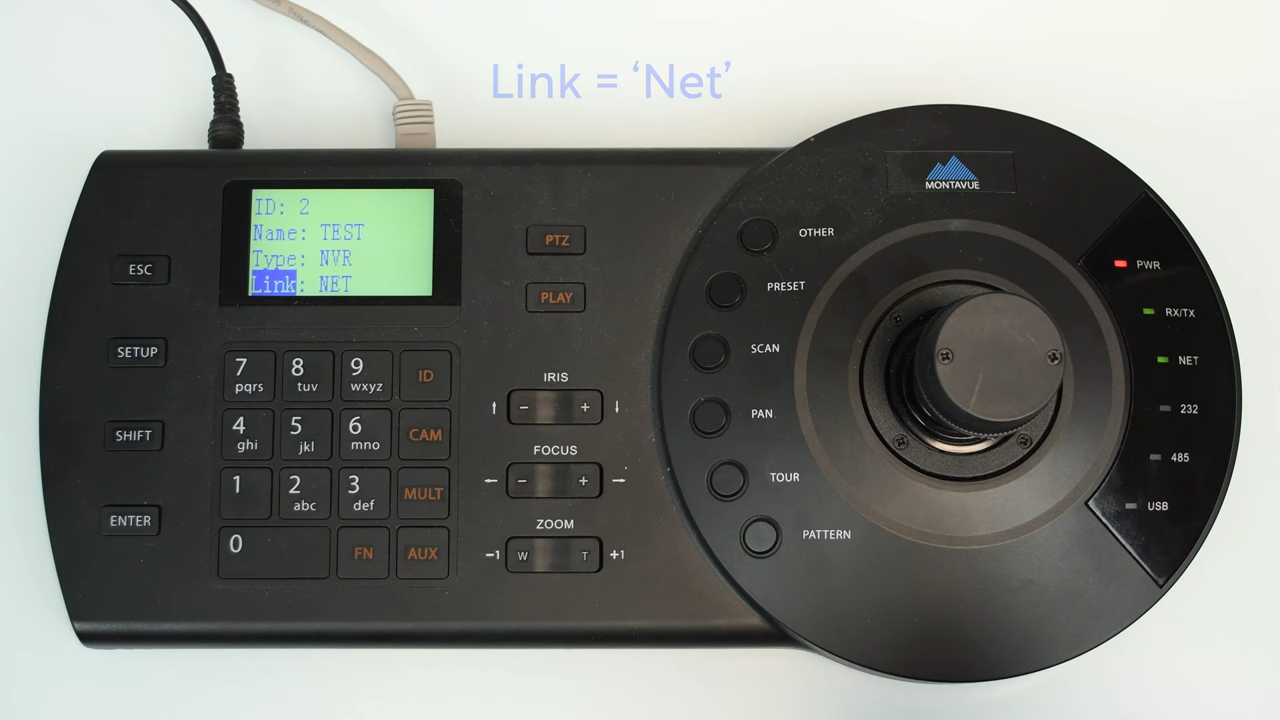 Link = ‘Net’
MONTAVUE
ID: 2
Name: TEST
Type: NVR
Link: NET
ESC
SETUP
SHIFT
ENTER
7 pqrs
8 tuv
9 wxyz
ID
4 ghi
5 jkl
6 mno
CAM
1
2 abc
3 def
MULT
0
FN
AUX
PTZ
PLAY
IRIS
↑ − + ↓
FOCUS
← − + →
ZOOM
−1 W T +1
OTHER
PRESET
SCAN
PAN
TOUR
PATTERN
PWR
RX/TX
NET
232
485
USB